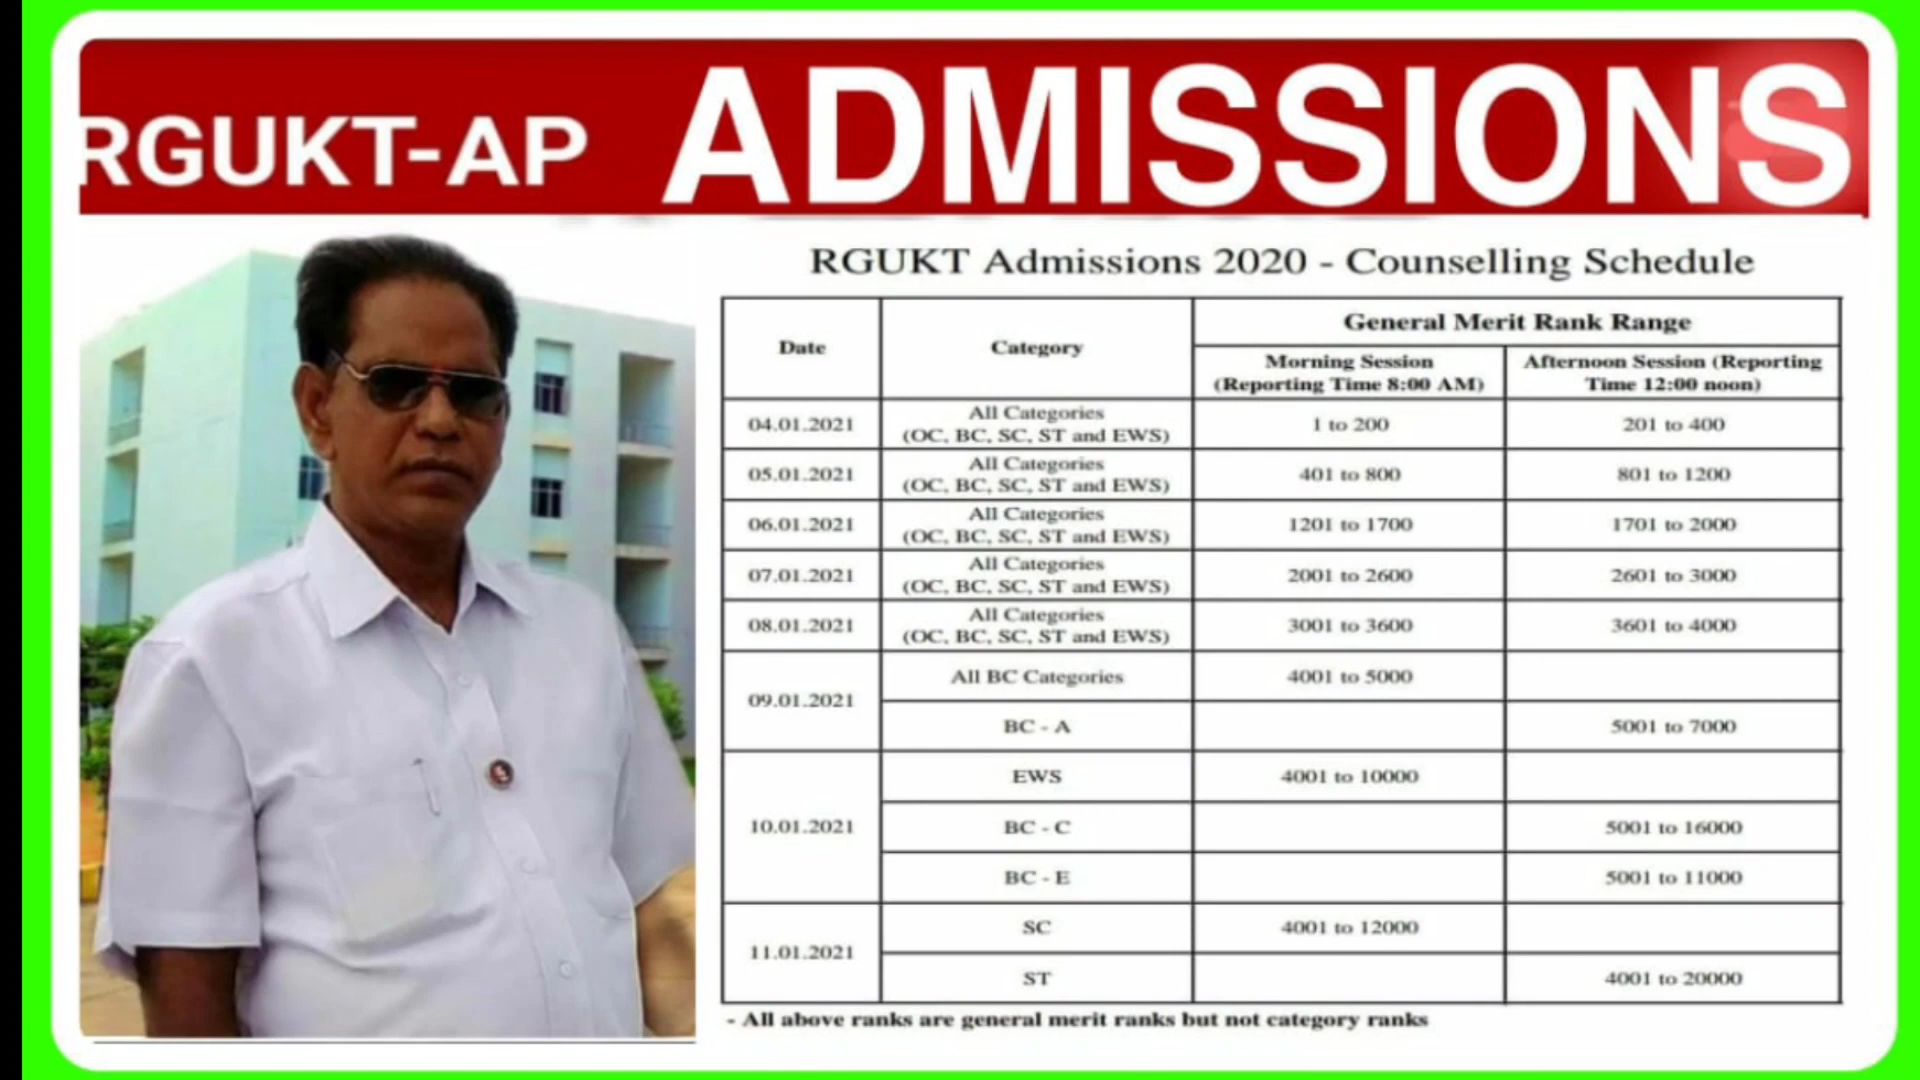 RGUKT-AP ADMISSIONS
RGUKT Admissions 2020 - Counselling Schedule
Date
Category
General Merit Rank Range
Morning Session
(Reporting Time 8:00 AM)
Afternoon Session (Reporting
Time 12:00 noon)
04.01.2021
All Categories
(OC, BC, SC, ST and EWS)
1 to 200
201 to 400
05.01.2021
All Categories
(OC, BC, SC, ST and EWS)
401 to 800
801 to 1200
06.01.2021
All Categories
(OC, BC, SC, ST and EWS)
1201 to 1700
1701 to 2000
07.01.2021
All Categories
(OC, BC, SC, ST and EWS)
2001 to 2600
2601 to 3000
08.01.2021
All Categories
(OC, BC, SC, ST and EWS)
3001 to 3600
3601 to 4000
09.01.2021
All BC Categories
4001 to 5000
BC - A
5001 to 7000
10.01.2021
EWS
4001 to 10000
BC - C
5001 to 16000
BC - E
5001 to 11000
11.01.2021
SC
4001 to 12000
ST
4001 to 20000
- All above ranks are general merit ranks but not category ranks